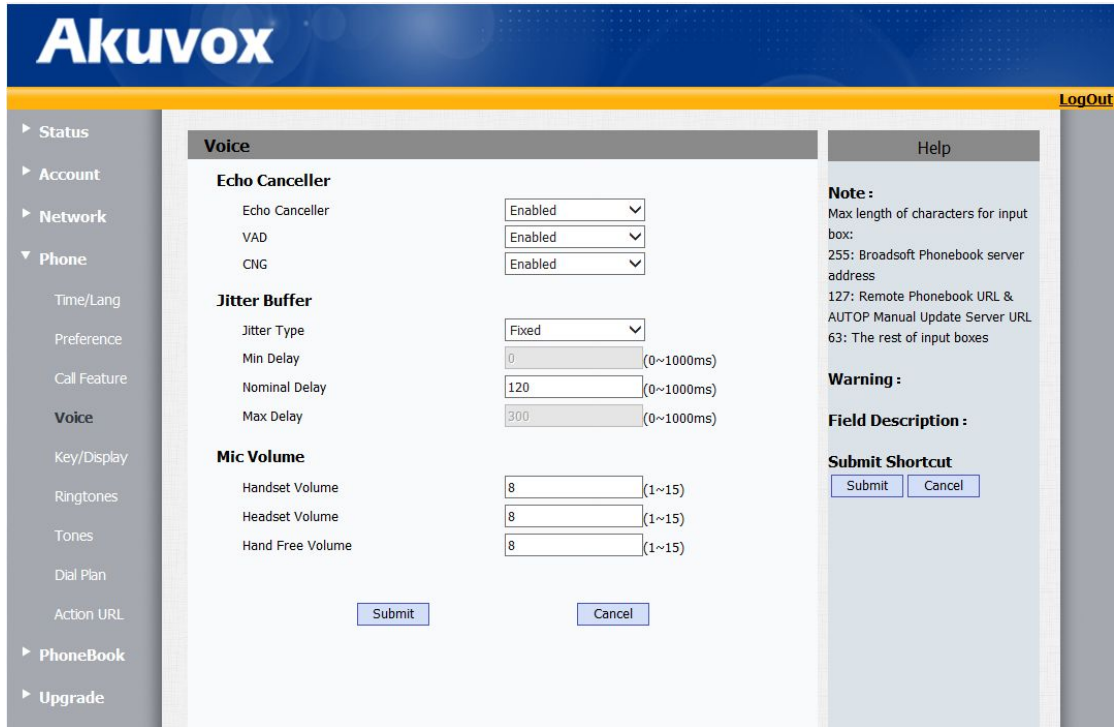 Akuvox
LogOut
Status
Account
Network
Phone
Time/Lang
Preference
Call Feature
Voice
Key/Display
Ringtones
Tones
Dial Plan
Action URL
PhoneBook
Upgrade
Voice
Echo Canceller
Echo Canceller Enabled
VAD Enabled
CNG Enabled
Jitter Buffer
Jitter Type Fixed
Min Delay 0 (0~1000ms)
Nominal Delay 120 (0~1000ms)
Max Delay 300 (0~1000ms)
Mic Volume
Handset Volume 8 (1~15)
Headset Volume 8 (1~15)
Hand Free Volume 8 (1~15)
Submit Cancel
Help
Note :
Max length of characters for input
box:
255: Broadsoft Phonebook server
address
127: Remote Phonebook URL &
AUTOP Manual Update Server URL
63: The rest of input boxes
Warning :
Field Description :
Submit Shortcut
Submit Cancel